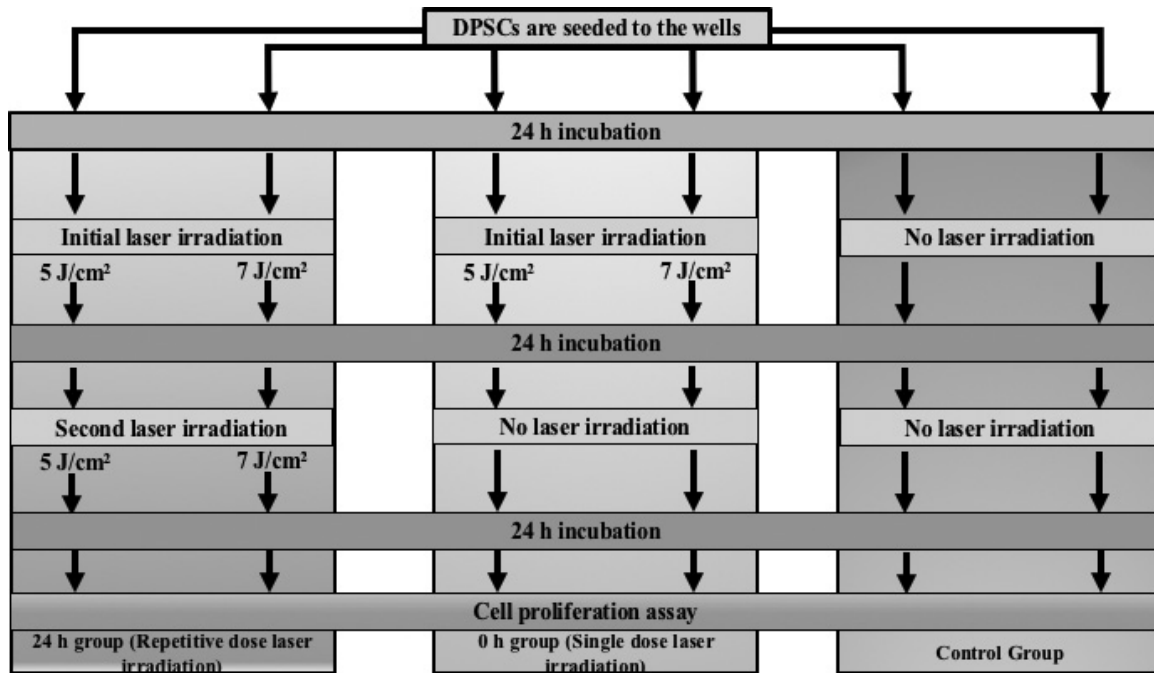 DPSCs are seeded to the wells
24 h incubation
Initial laser irradiation
Initial laser irradiation
No laser irradiation
5 J/cm²
7 J/cm²
5 J/cm²
7 J/cm²
24 h incubation
Second laser irradiation
No laser irradiation
No laser irradiation
5 J/cm²
7 J/cm²
24 h incubation
Cell proliferation assay
24 h group (Repetitive dose laser
irradiation)
0 h group (Single dose laser
irradiation)
Control Group